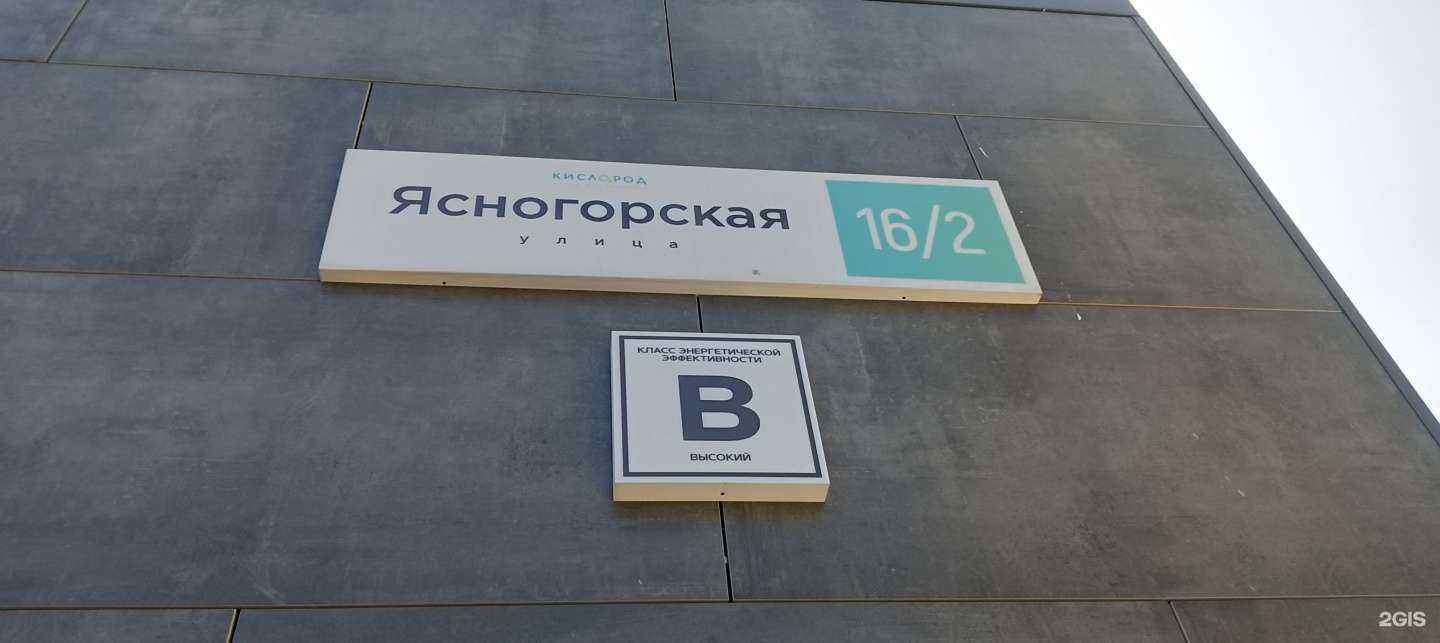 КИСЛОРОД
Ясногорская
улица
16/2
КЛАСС ЭНЕРГЕТИЧЕСКОЙ
ЭФФЕКТИВНОСТИ
В
ВЫСОКИЙ
2GIS